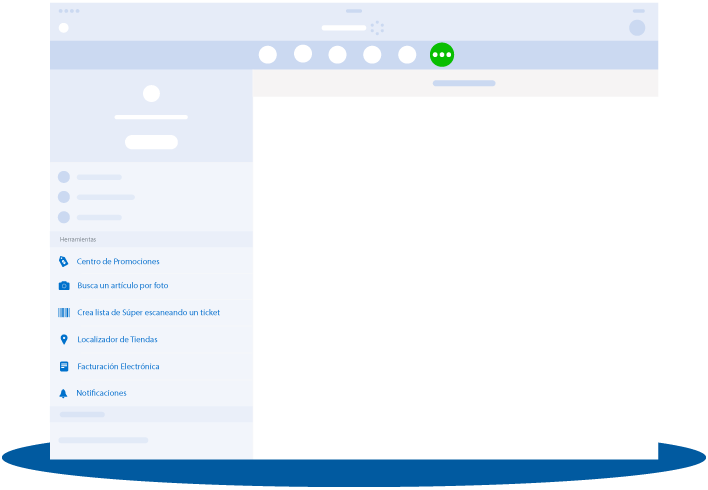 Herramientas
Centro de Promociones
Busca un artículo por foto
Crea lista de Súper escaneando un ticket
Localizador de Tiendas
Facturación Electrónica
Notificaciones